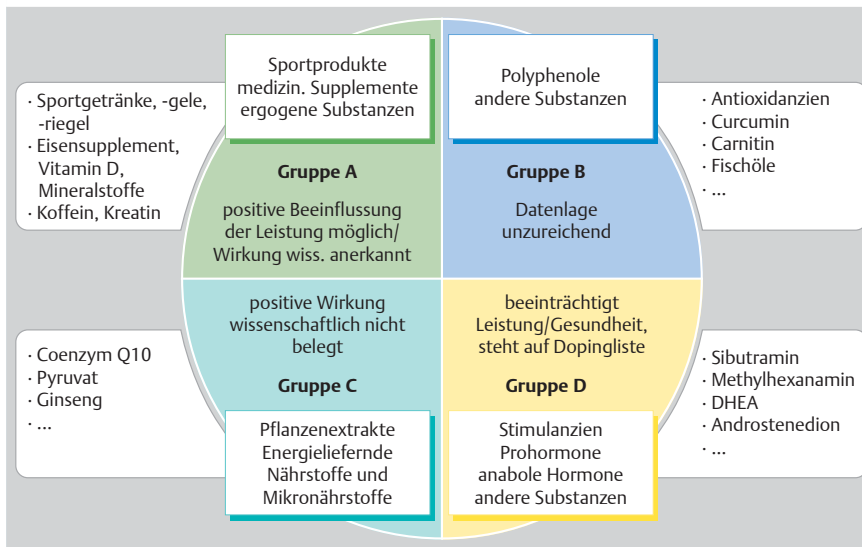 Sportprodukte
medizin. Supplemente
ergogene Substanzen
· Sportgetränke, -gele,
-riegel
· Eisensupplement,
Vitamin D,
Mineralstoffe
· Koffein, Kreatin
Gruppe A
positive Beeinflussung
der Leistung möglich/
Wirkung wiss. anerkannt
Polyphenole
andere Substanzen
· Antioxidanzien
· Curcumin
· Carnitin
· Fischöle
· ...
Gruppe B
Datenlage
unzureichend
positive Wirkung
wissenschaftlich nicht
belegt
Gruppe C
· Coenzym Q10
· Pyruvat
· Ginseng
· ...
Pflanzenextrakte
Energieliefernde
Nährstoffe und
Mikronährstoffe
beeinträchtigt
Leistung/Gesundheit,
steht auf Dopingliste
Gruppe D
· Sibutramin
· Methylhexanamin
· DHEA
· Androstenedion
· ...
Stimulanzien
Prohormone
anabole Hormone
andere Substanzen